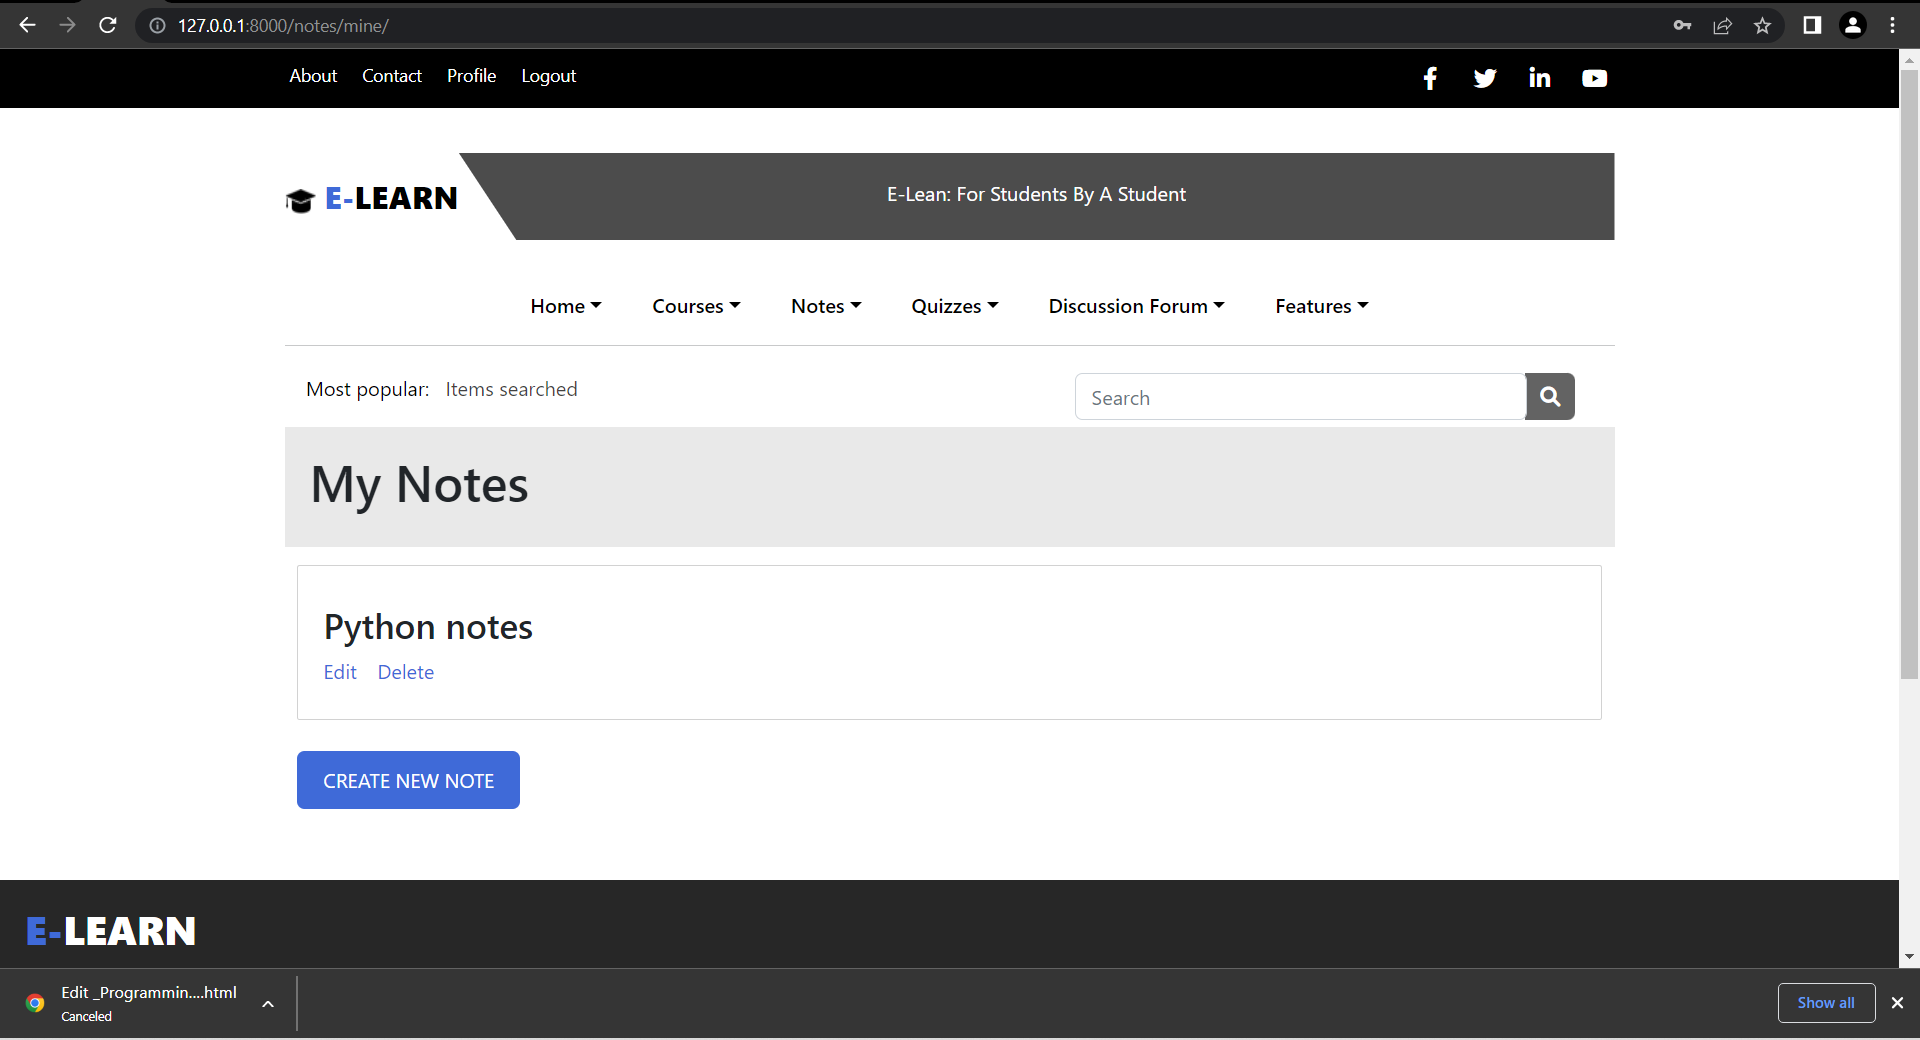 127.0.0.1:8000/notes/mine/
About Contact Profile Logout
E-LEARN
E-Lean: For Students By A Student
Home Courses Notes Quizzes Discussion Forum Features
Most popular: Items searched
Search
My Notes
Python notes
Edit Delete
CREATE NEW NOTE
E-LEARN
Edit _Programmin....html
Canceled
Show all